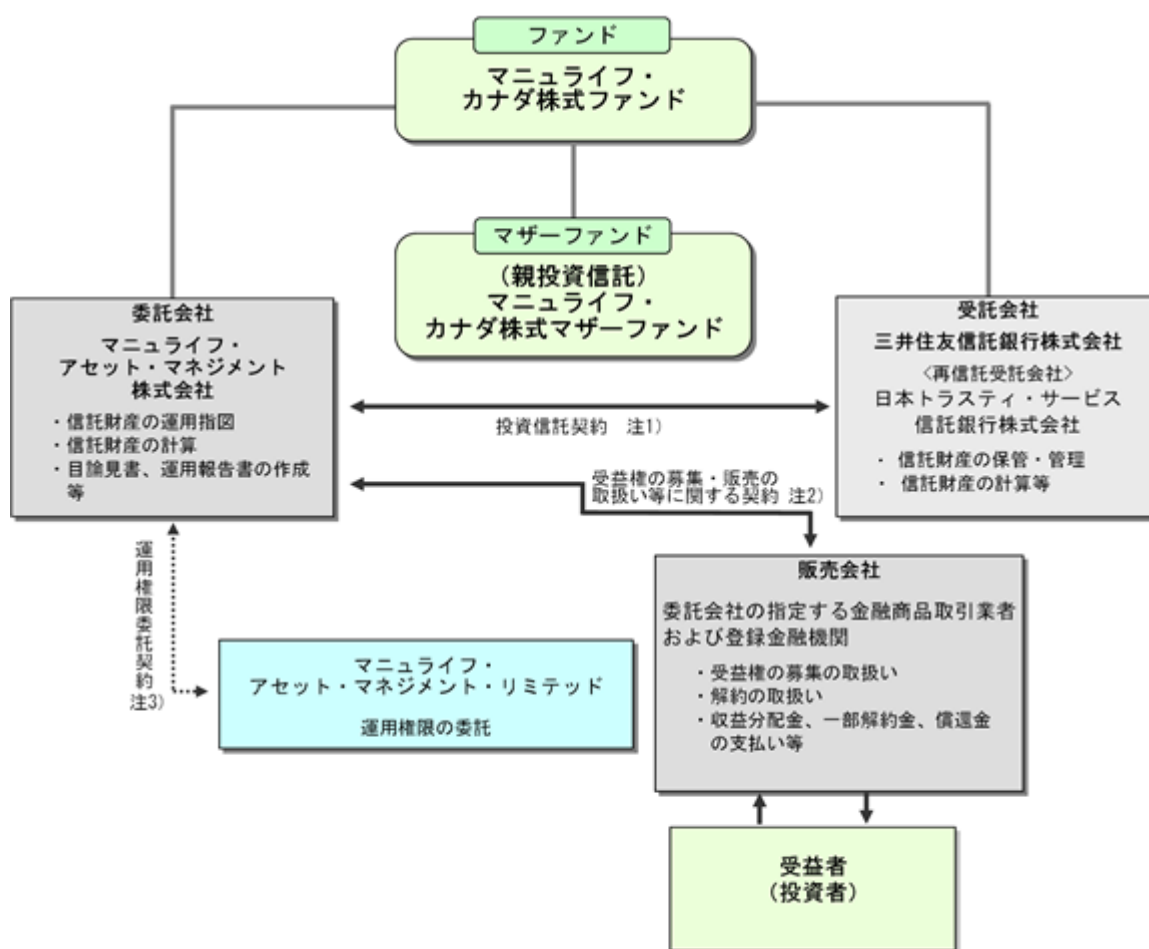 ファンド
マニュライフ・
カナダ株式ファンド
マザーファンド
（親投資信託）
マニュライフ・
カナダ株式マザーファンド
委託会社
マニュライフ・
アセット・マネジメント
株式会社
・信託財産の運用指図
・信託財産の計算
・目論見書、運用報告書の作成
等
受託会社
三井住友信託銀行株式会社
〈再信託受託会社〉
日本トラスティ・サービス
信託銀行株式会社
・ 信託財産の保管・管理
・ 信託財産の計算等
投資信託契約 注1)
受益権の募集・販売の
取扱い等に関する契約 注2)
運用権限委託契約
注3)
マニュライフ・
アセット・マネジメント・リミテッド
運用権限の委託
販売会社
委託会社の指定する金融商品取引業者
および登録金融機関
・受益権の募集の取扱い
・解約の取扱い
・収益分配金、一部解約金、償還金
の支払い等
受益者
（投資者）